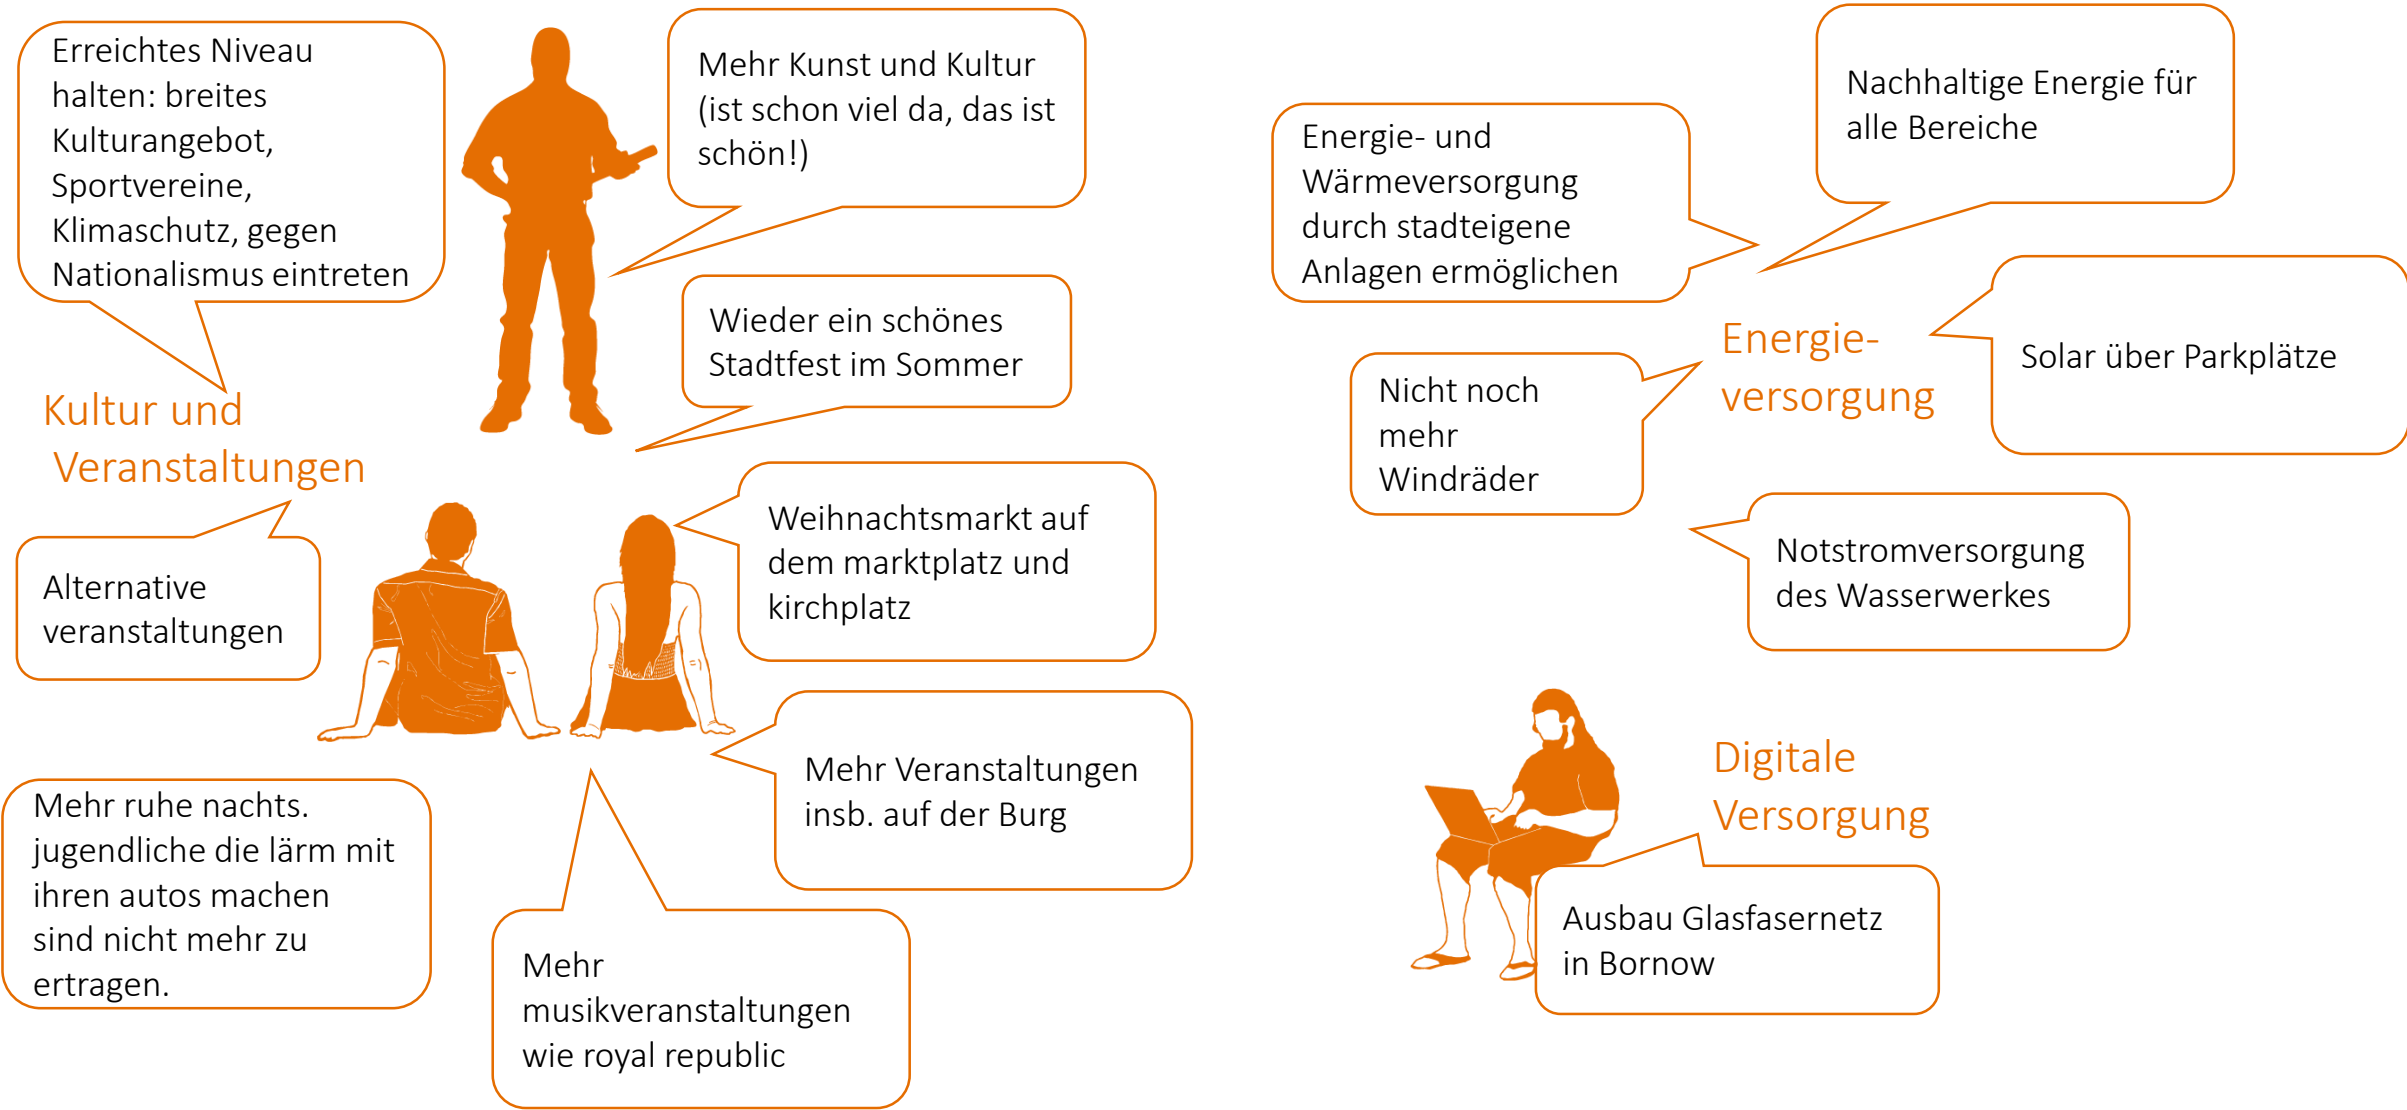 Erreichtes Niveau
halten: breites
Kulturangebot,
Sportvereine,
Klimaschutz, gegen
Nationalismus eintreten
Mehr Kunst und Kultur
(ist schon viel da, das ist
schön!)
Wieder ein schönes
Stadtfest im Sommer
Kultur und
Veranstaltungen
Weihnachtsmarkt auf
dem marktplatz und
kirchplatz
Alternative
veranstaltungen
Mehr Veranstaltungen
insb. auf der Burg
Mehr ruhe nachts.
jugendliche die lärm mit
ihren autos machen
sind nicht mehr zu
ertragen.
Mehr
musikveranstaltungen
wie royal republic
Nachhaltige Energie für
alle Bereiche
Energie- und
Wärmeversorgung
durch stadteigene
Anlagen ermöglichen
Energie-
versorgung
Solar über Parkplätze
Nicht noch
mehr
Windräder
Notstromversorgung
des Wasserwerkes
Digitale
Versorgung
Ausbau Glasfasernetz
in Bornow